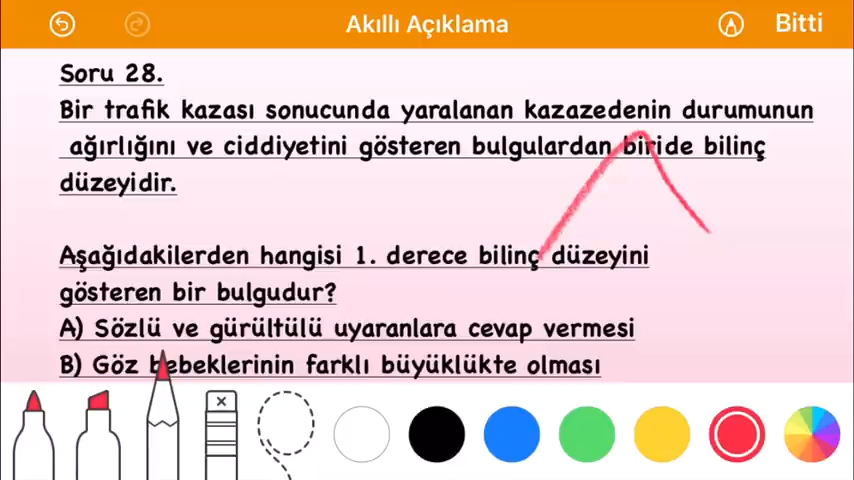 Akıllı Açıklama
Bitti
Soru 28.
Bir trafik kazası sonucunda yaralanan kazazedenin durumunun
ağırlığını ve ciddiyetini gösteren bulgulardan biride bilinç
düzeyidir.
Aşağıdakilerden hangisi 1. derece bilinç düzeyini
gösteren bir bulgudur?
A) Sözlü ve gürültülü uyaranlara cevap vermesi
B) Göz bebeklerinin farklı büyüklükte olması